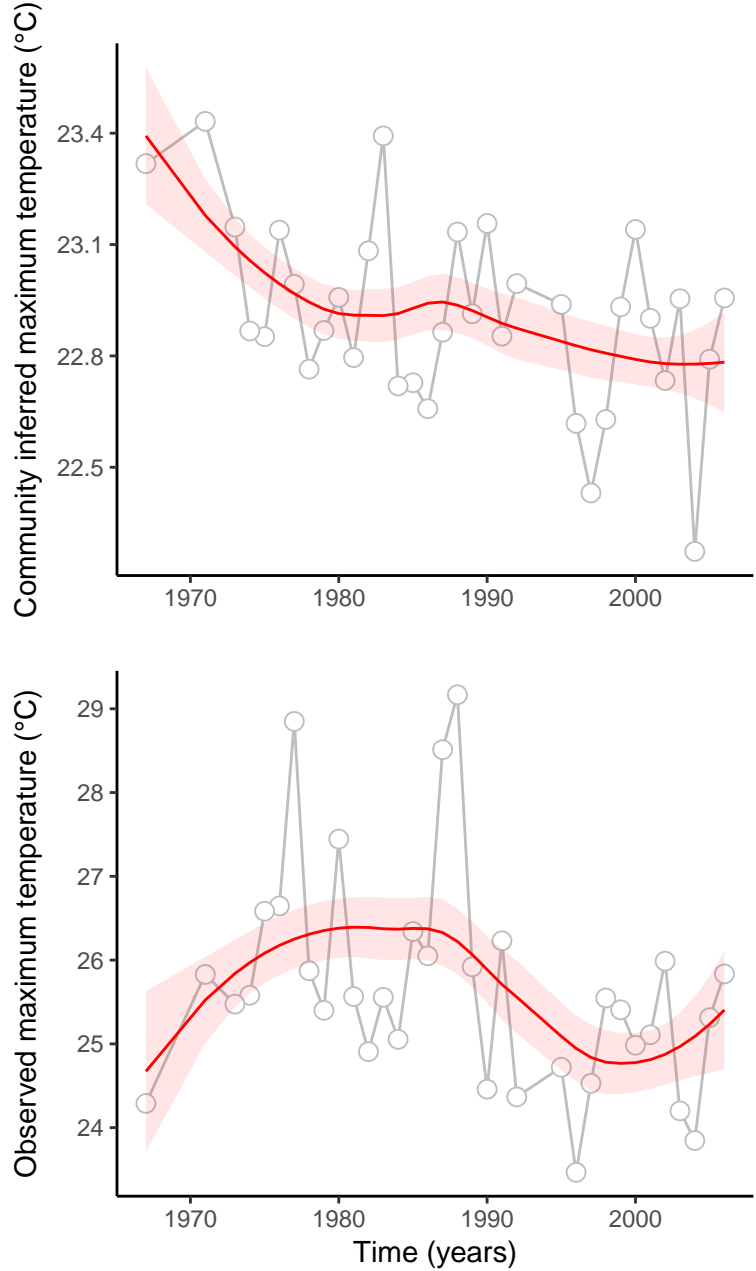 Community inferred maximum temperature (°C)
23.4
23.1
22.8
22.5
1970 1980 1990 2000
Observed maximum temperature (°C)
29
28
27
26
25
24
1970 1980 1990 2000
Time (years)